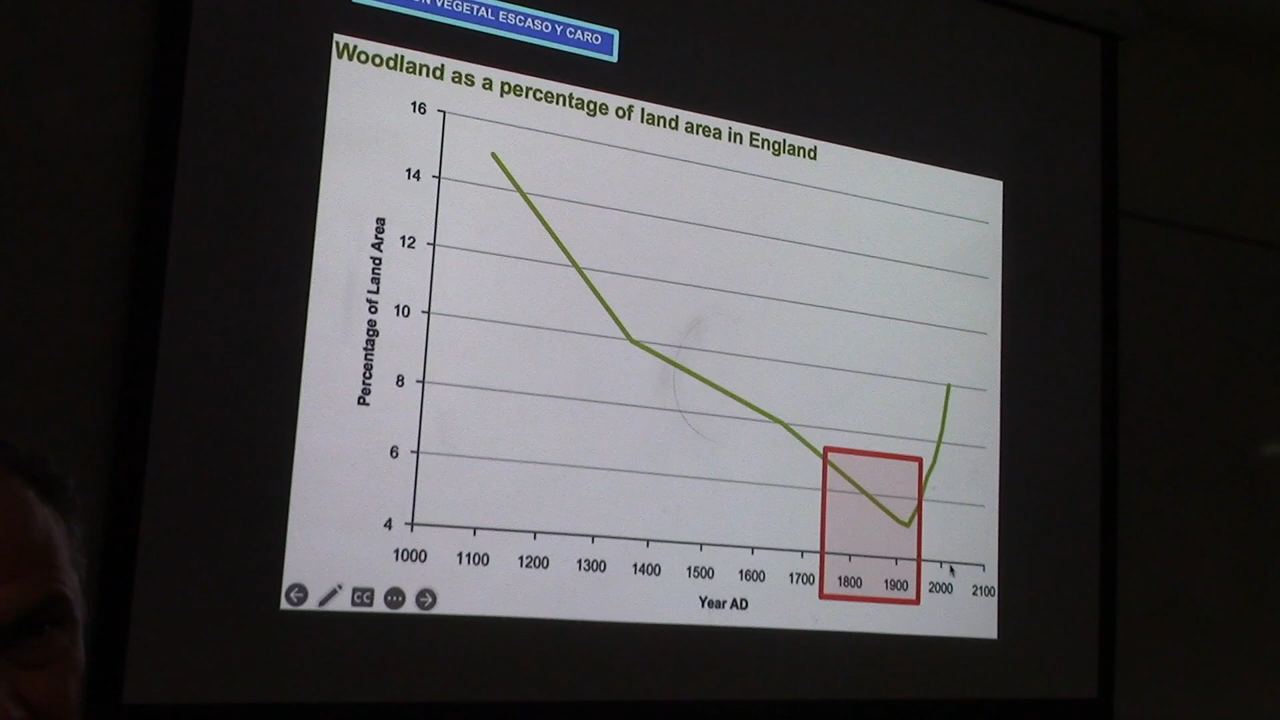 VEGETAL ESCASO Y CARO
Woodland as a percentage of land area in England
16
14
12
10
8
6
4
Percentage of Land Area
1000 1100 1200 1300 1400 1500 1600 1700 1800 1900 2000 2100
Year AD
CC